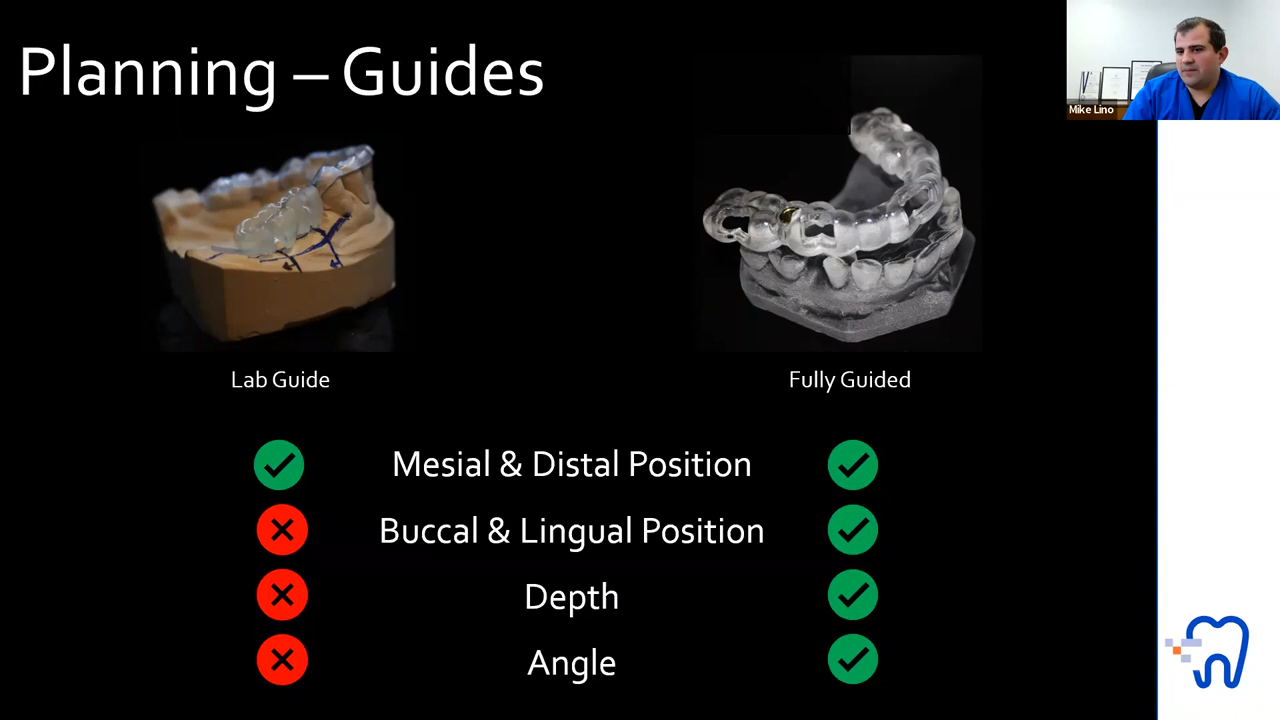 Planning – Guides
Mike Lino
Lab Guide
Fully Guided
Mesial & Distal Position
Buccal & Lingual Position
Depth
Angle